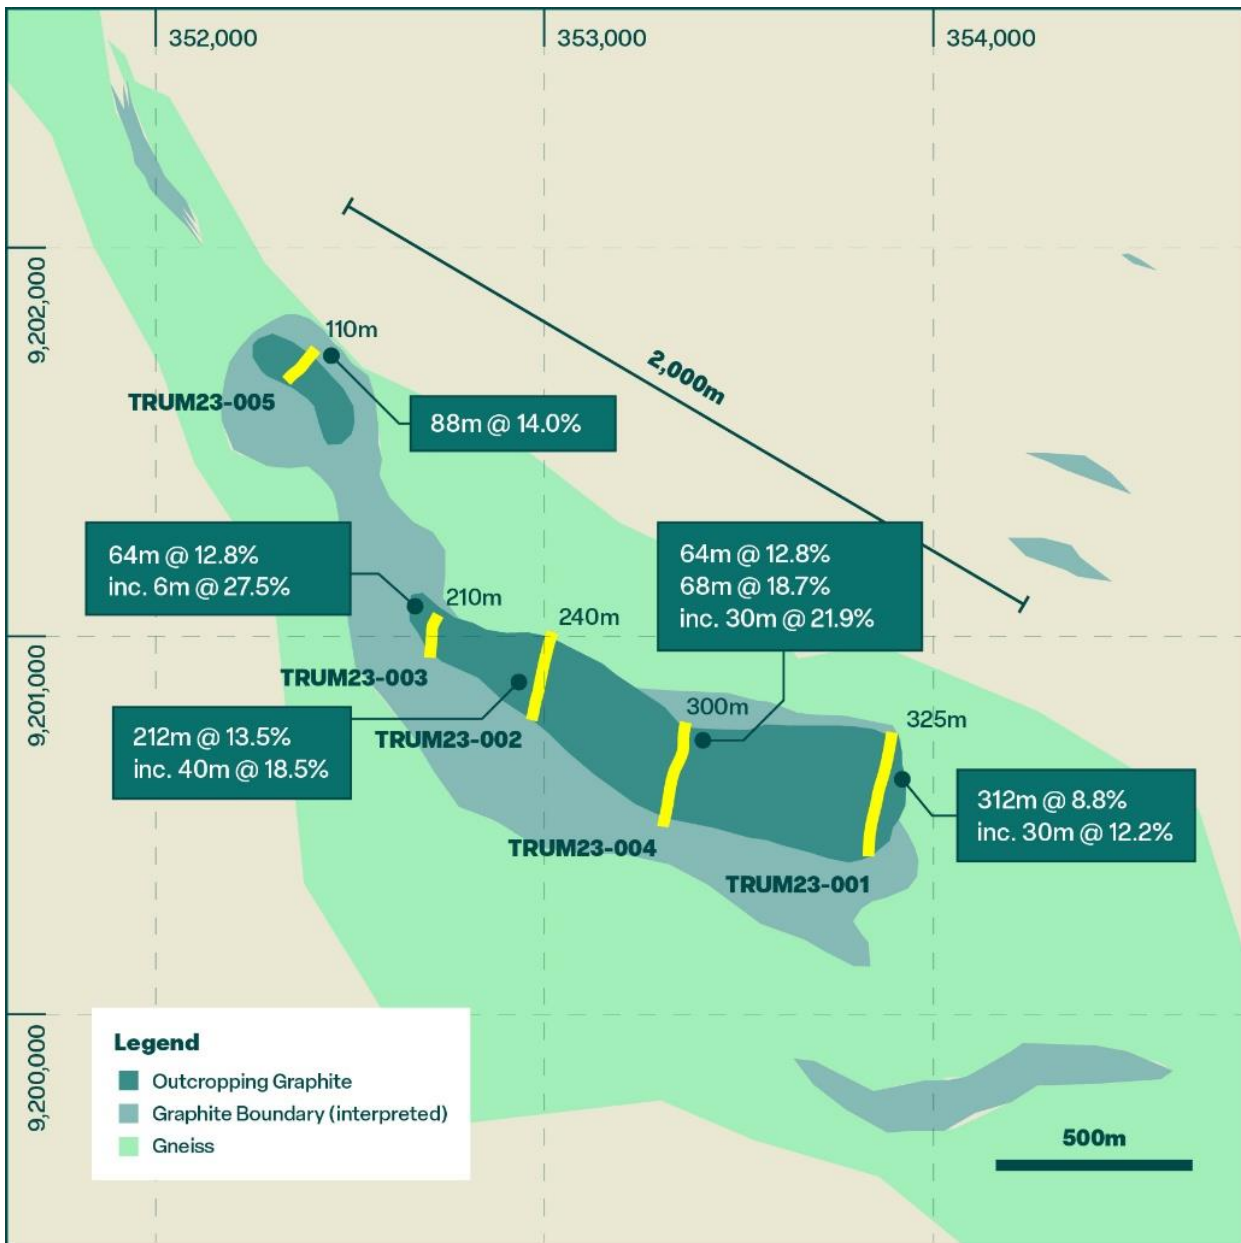 352,000
353,000
354,000
9,202,000
110m
2,000m
TRUM23-005
88m @ 14.0%
64m @ 12.8%
inc. 6m @ 27.5%
64m @ 12.8%
68m @ 18.7%
inc. 30m @ 21.9%
210m
240m
9,201,000
TRUM23-003
212m @ 13.5%
inc. 40m @ 18.5%
TRUM23-002
300m
325m
312m @ 8.8%
inc. 30m @ 12.2%
TRUM23-004
TRUM23-001
9,200,000
Legend
Outcropping Graphite
Graphite Boundary (interpreted)
Gneiss
500m